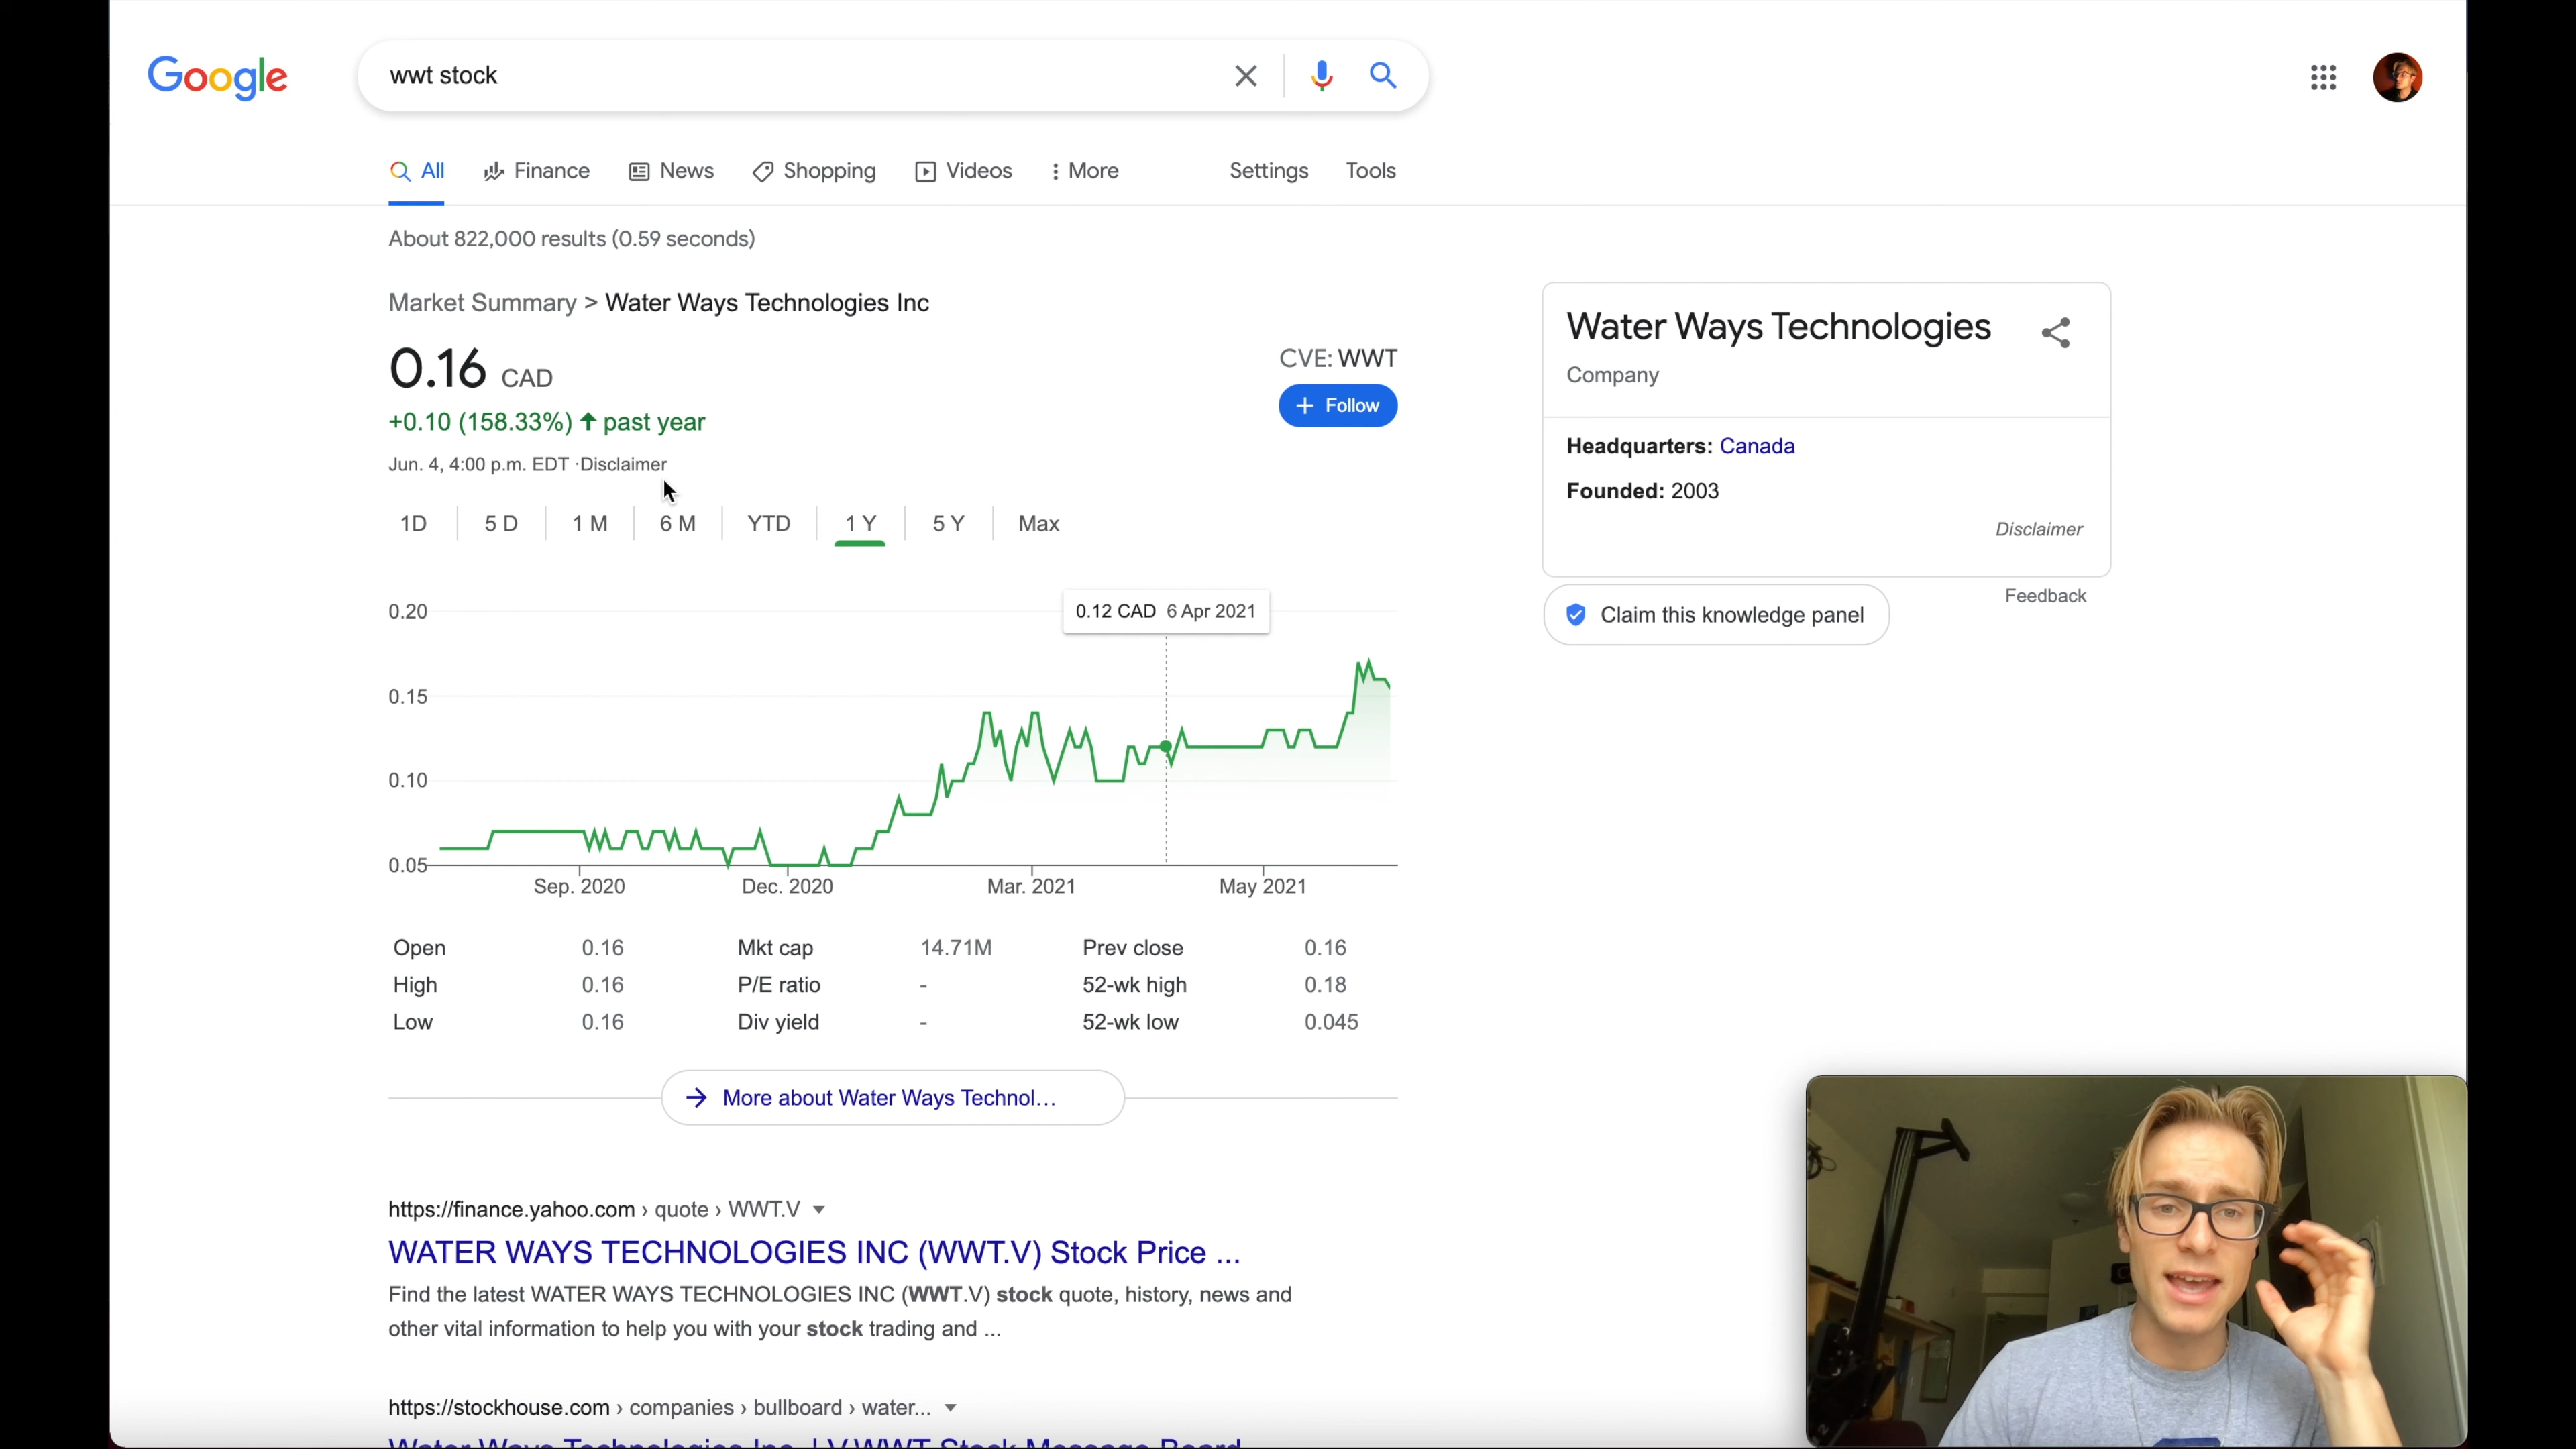 Google
wwt stock
All
Finance
News
Shopping
Videos
More
Settings
Tools
About 822,000 results (0.59 seconds)
Market Summary > Water Ways Technologies Inc
0.16 CAD
CVE: WWT
+0.10 (158.33%) ↑ past year
+ Follow
Jun. 4, 4:00 p.m. EDT ·Disclaimer
1D
5 D
1 M
6 M
YTD
1 Y
5 Y
Max
0.12 CAD 6 Apr 2021
0.20
0.15
0.10
0.05
Sep. 2020
Dec. 2020
Mar. 2021
May 2021
Open 0.16 Mkt cap 14.71M Prev close 0.16
High 0.16 P/E ratio - 52-wk high 0.18
Low 0.16 Div yield - 52-wk low 0.045
More about Water Ways Technol...
https://finance.yahoo.com › quote › WWT.V
WATER WAYS TECHNOLOGIES INC (WWT.V) Stock Price ...
Find the latest WATER WAYS TECHNOLOGIES INC (WWT.V) stock quote, history, news and
other vital information to help you with your stock trading and ...
https://stockhouse.com › companies › bullboard › water...
Water Ways Technologies Inc. | V.WWT Stock Message Board
Water Ways Technologies
Company
Headquarters: Canada
Founded: 2003
Disclaimer
Feedback
Claim this knowledge panel